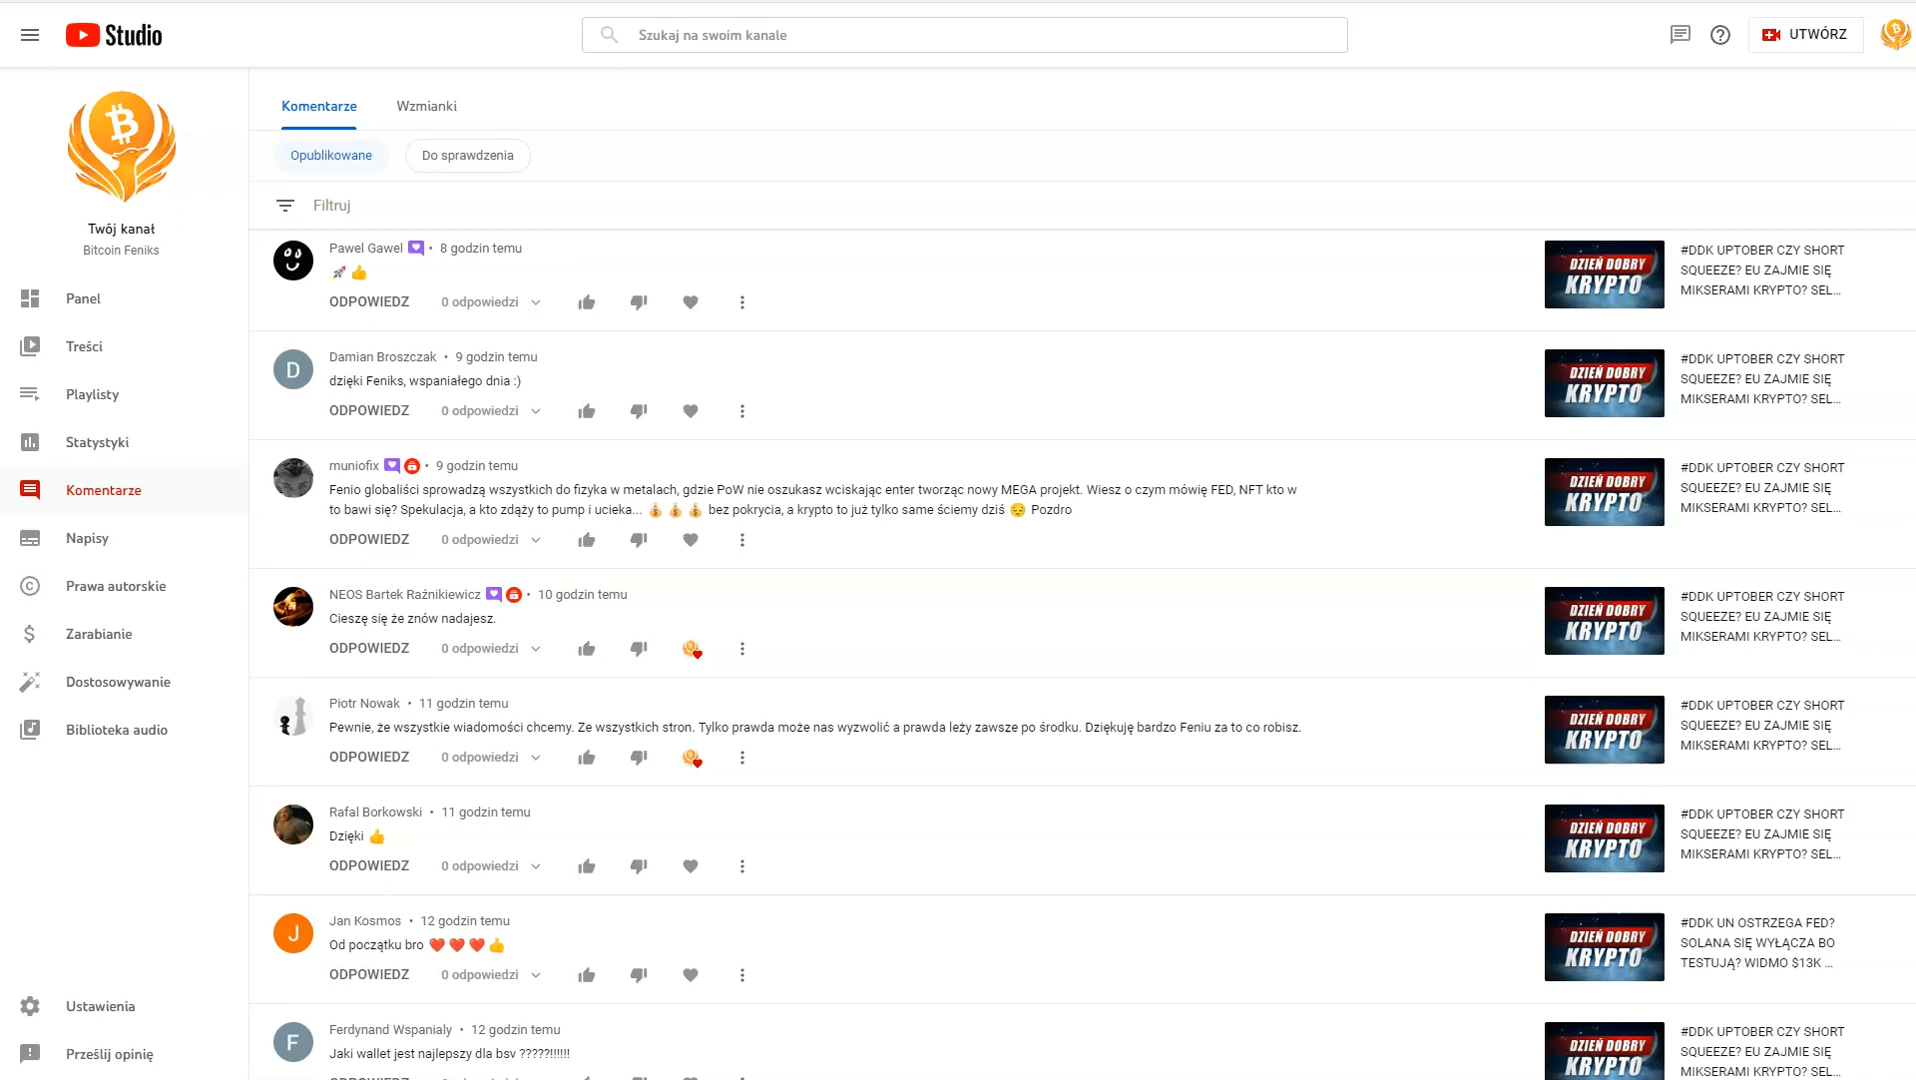 Studio
Szukaj na swoim kanale
UTWÓRZ
Twój kanał
Bitcoin Feniks
Panel
Treści
Playlisty
Statystyki
Komentarze
Napisy
Prawa autorskie
Zarabianie
Dostosowywanie
Biblioteka audio
Ustawienia
Prześlij opinię
Komentarze
Wzmianki
Opublikowane
Do sprawdzenia
Filtruj
Pawel Gawel • 8 godzin temu
🚀 👍
ODPOWIEDZ 0 odpowiedzi
DZIEŃ DOBRY
KRYPTO
#DDK UPTOBER CZY SHORT
SQUEEZE? EU ZAJMIE SIĘ
MIKSERAMI KRYPTO? SEL...
Damian Broszczak • 9 godzin temu
dzięki Feniks, wspaniałego dnia :)
ODPOWIEDZ 0 odpowiedzi
DZIEŃ DOBRY
KRYPTO
#DDK UPTOBER CZY SHORT
SQUEEZE? EU ZAJMIE SIĘ
MIKSERAMI KRYPTO? SEL...
muniofix • 9 godzin temu
Fenio globaliści sprowadzą wszystkich do fizyka w metalach, gdzie PoW nie oszukasz wciskając enter tworząc nowy MEGA projekt. Wiesz o czym mówię FED, NFT kto w
to bawi się? Spekulacja, a kto zdąży to pump i ucieka... 💰 💰 💰 bez pokrycia, a krypto to już tylko same ściemy dziś 😔 Pozdro
ODPOWIEDZ 0 odpowiedzi
DZIEŃ DOBRY
KRYPTO
#DDK UPTOBER CZY SHORT
SQUEEZE? EU ZAJMIE SIĘ
MIKSERAMI KRYPTO? SEL...
NEOS Bartek Raźnikiewicz • 10 godzin temu
Cieszę się że znów nadajesz.
ODPOWIEDZ 0 odpowiedzi
DZIEŃ DOBRY
KRYPTO
#DDK UPTOBER CZY SHORT
SQUEEZE? EU ZAJMIE SIĘ
MIKSERAMI KRYPTO? SEL...
Piotr Nowak • 11 godzin temu
Pewnie, że wszystkie wiadomości chcemy. Ze wszystkich stron. Tylko prawda może nas wyzwolić a prawda leży zawsze po środku. Dziękuję bardzo Feniu za to co robisz.
ODPOWIEDZ 0 odpowiedzi
DZIEŃ DOBRY
KRYPTO
#DDK UPTOBER CZY SHORT
SQUEEZE? EU ZAJMIE SIĘ
MIKSERAMI KRYPTO? SEL...
Rafal Borkowski • 11 godzin temu
Dzięki 👍
ODPOWIEDZ 0 odpowiedzi
DZIEŃ DOBRY
KRYPTO
#DDK UPTOBER CZY SHORT
SQUEEZE? EU ZAJMIE SIĘ
MIKSERAMI KRYPTO? SEL...
J
Jan Kosmos • 12 godzin temu
Od początku bro ❤️ ❤️ ❤️ 👍
ODPOWIEDZ 0 odpowiedzi
DZIEŃ DOBRY
KRYPTO
#DDK UN OSTRZEGA FED?
SOLANA SIĘ WYŁĄCZA BO
TESTUJĄ? WIDMO $13K ...
F
Ferdynand Wspanialy • 12 godzin temu
Jaki wallet jest najlepszy dla bsv ?????!!!!!!
DZIEŃ DOBRY
KRYPTO
#DDK UPTOBER CZY SHORT
SQUEEZE? EU ZAJMIE SIĘ
MIKSERAMI KRYPTO? SEL...